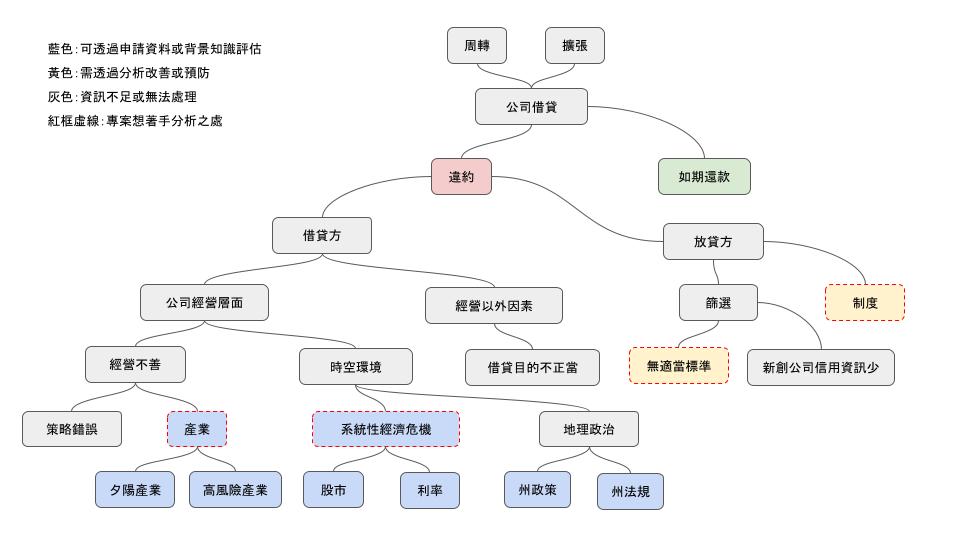 藍色：可透過申請資料或背景知識評估
黃色：需透過分析改善或預防
灰色：資訊不足或無法處理
紅框虛線：專案想著手分析之處
周轉
擴張
公司借貸
違約
如期還款
借貸方
放貸方
公司經營層面
經營以外因素
篩選
制度
經營不善
時空環境
借貸目的不正當
無適當標準
新創公司信用資訊少
策略錯誤
產業
系統性經濟危機
地理政治
夕陽產業
高風險產業
股市
利率
州政策
州法規